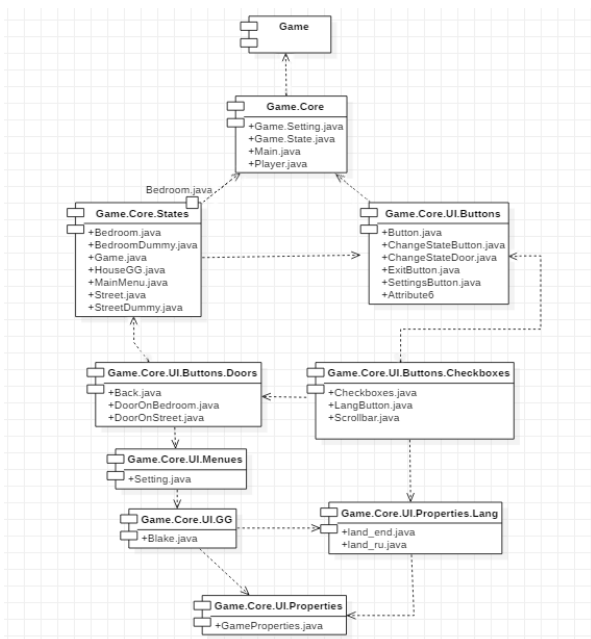 Game
Game.Core
+Game.Setting.java
+Game.State.java
+Main.java
+Player.java
Bedroom.java
Game.Core.States
+Bedroom.java
+BedroomDummy.java
+Game.java
+HouseGG.java
+MainMenu.java
+Street.java
+StreetDummy.java
Game.Core.UI.Buttons
+Button.java
+ChangeStateButton.java
+ChangeStateDoor.java
+ExitButton.java
+SettingsButton.java
+Attribute6
Game.Core.UI.Buttons.Doors
+Back.java
+DoorOnBedroom.java
+DoorOnStreet.java
Game.Core.UI.Buttons.Checkboxes
+Checkboxes.java
+LangButton.java
+Scrollbar.java
Game.Core.UI.Menues
+Setting.java
Game.Core.UI.GG
+Blake.java
Game.Core.UI.Properties.Lang
+land_end.java
+land_ru.java
Game.Core.UI.Properties
+GameProperties.java